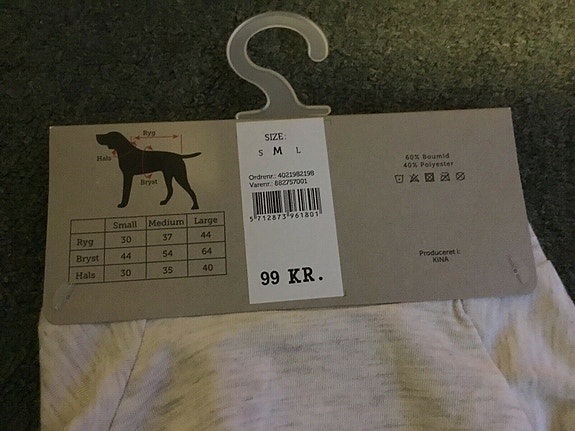 Ryg
Hals
Bryst
Small Medium Large
Ryg 30 37 44
Bryst 44 54 64
Hals 30 35 40
SIZE:
S M L
Ordrenr.: 4021982198
Varenr.: 882757001
5 712873 961801
99 KR.
60% Boumld
40% Polyester
Produceret i:
KINA